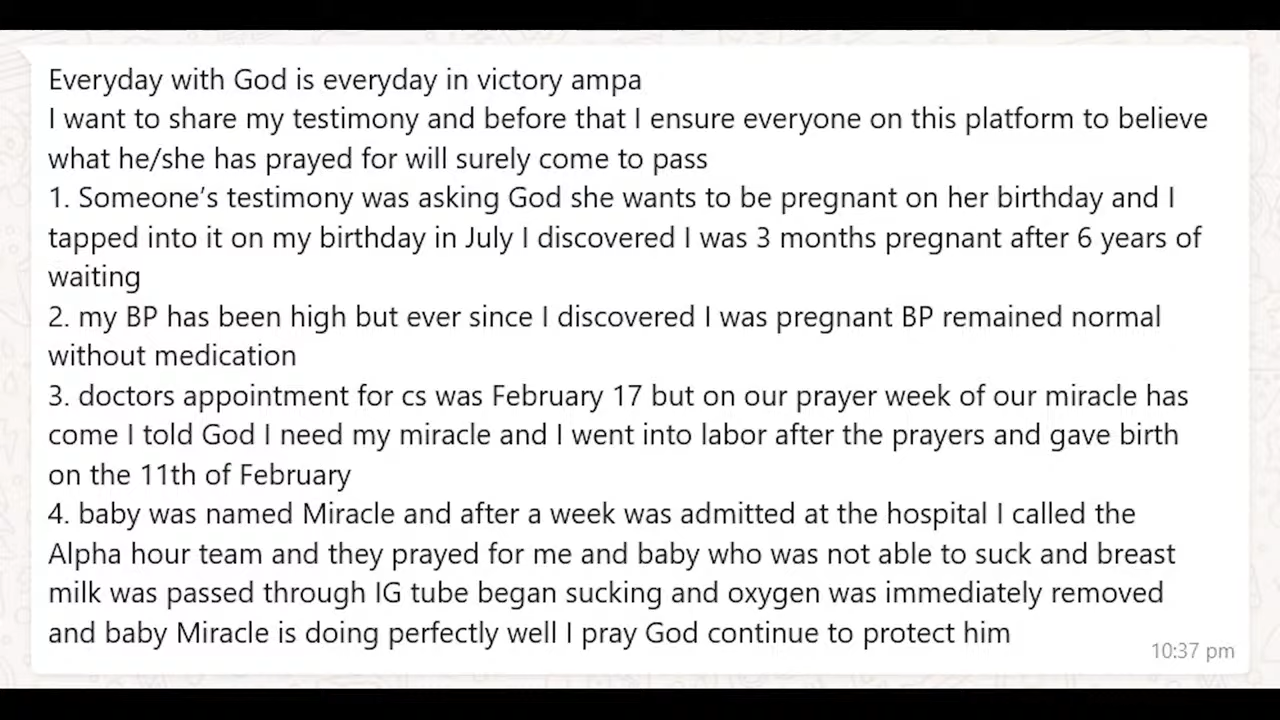 Everyday with God is everyday in victory ampa
I want to share my testimony and before that I ensure everyone on this platform to believe
what he/she has prayed for will surely come to pass
1. Someone’s testimony was asking God she wants to be pregnant on her birthday and I
tapped into it on my birthday in July I discovered I was 3 months pregnant after 6 years of
waiting
2. my BP has been high but ever since I discovered I was pregnant BP remained normal
without medication
3. doctors appointment for cs was February 17 but on our prayer week of our miracle has
come I told God I need my miracle and I went into labor after the prayers and gave birth
on the 11th of February
4. baby was named Miracle and after a week was admitted at the hospital I called the
Alpha hour team and they prayed for me and baby who was not able to suck and breast
milk was passed through IG tube began sucking and oxygen was immediately removed
and baby Miracle is doing perfectly well I pray God continue to protect him
10:37 pm